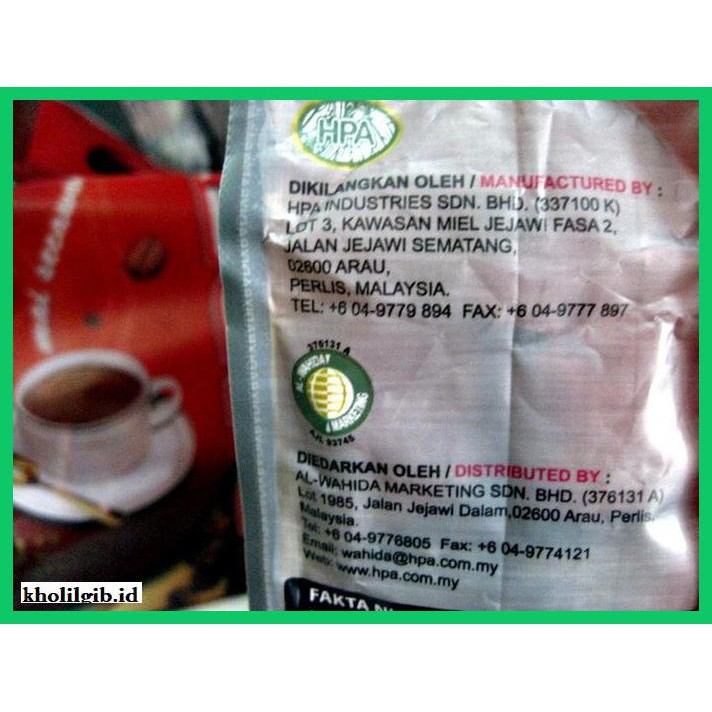 HPA
DIKILANGKAN OLEH / MANUFACTURED BY :
HPA INDUSTRIES SDN. BHD. (337100 K)
LOT 3, KAWASAN MIEL JEJAWI FASA 2,
JALAN JEJAWI SEMATANG,
02600 ARAU,
PERLIS, MALAYSIA.
TEL: +6 04-9779 894 FAX: +6 04-9777 897
376131 A
AL-WAHIDAY
MARKETING
AJL 93745
DIEDARKAN OLEH / DISTRIBUTED BY :
AL-WAHIDA MARKETING SDN. BHD. (376131 A)
Lot 1985, Jalan Jejawi Dalam,02600 Arau, Perlis,
Malaysia.
Tel: +6 04-9776805 Fax: +6 04-9774121
Email: wahida@hpa.com.my
Web: www.hpa.com.my
FAKTA
kholilgib.id